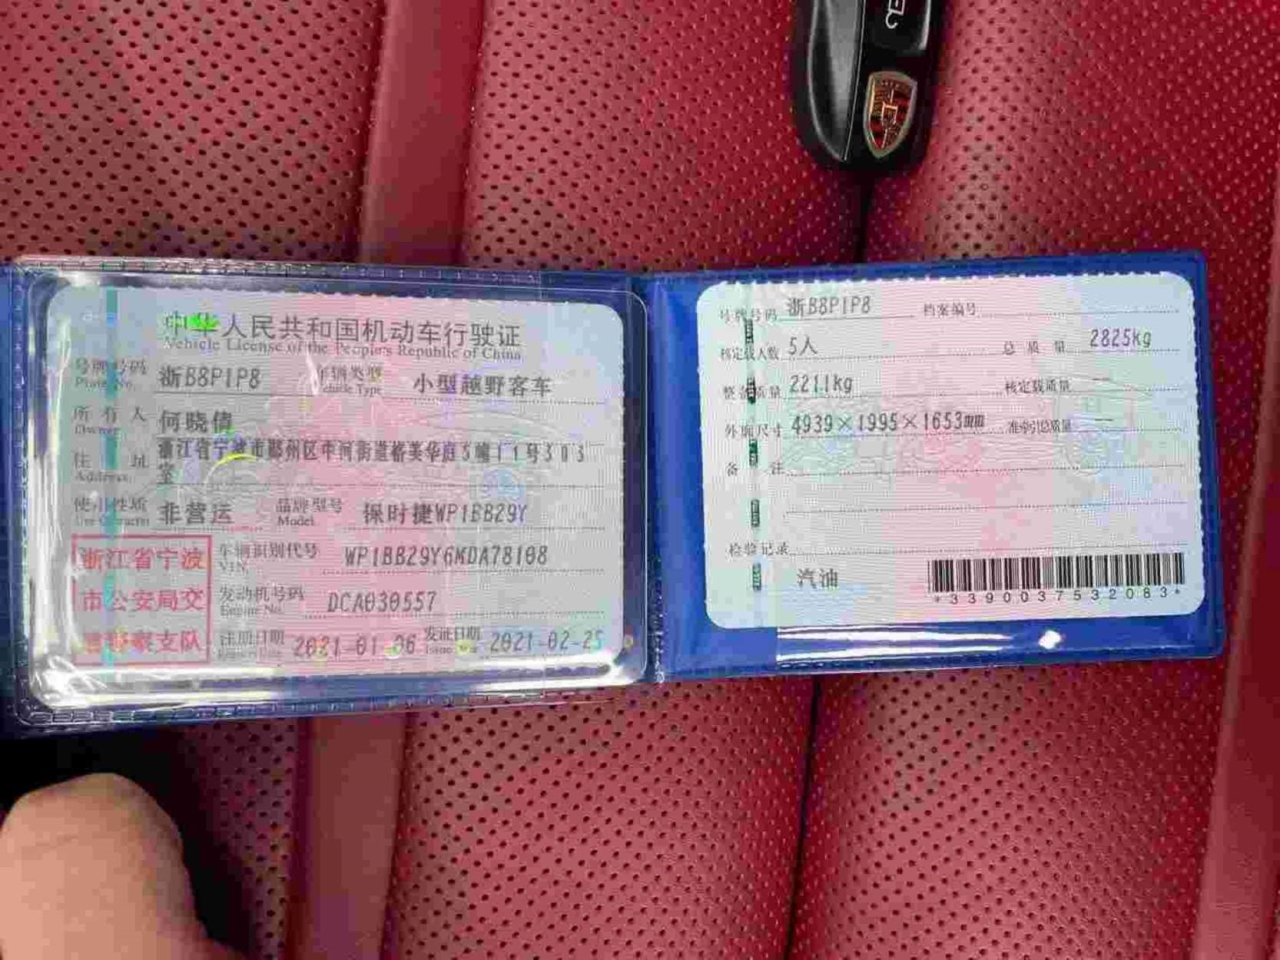 中华人民共和国机动车行驶证
Vehicle License of the People's Republic of China
号牌号码 浙B8P1P8 车辆类型 小型越野客车
Plate No. Vehicle Type
所有人 何晓倩
Owner
住址 浙江省宁波市鄞州区中河街道格美华庭5幢11号303
室
Address
使用性质 非营运 品牌型号 保时捷WP1BB29Y
Use Character Model
浙江省宁波
市公安局交
通警察支队
车辆识别代号 WP1BB29Y6KDA78108
VIN
发动机号码 DCA030557
Engine No.
注册日期 2021-01-06 发证日期 2021-02-25
Register Date Issue Date
号牌号码 浙B8P1P8 档案编号
核定载人数 5人 总质量 2825kg
整备质量 2211kg 核定载质量 --
外廓尺寸 4939×1995×1653mm 准牵引总质量 --
备注
检验记录
汽油
*3390037532083*